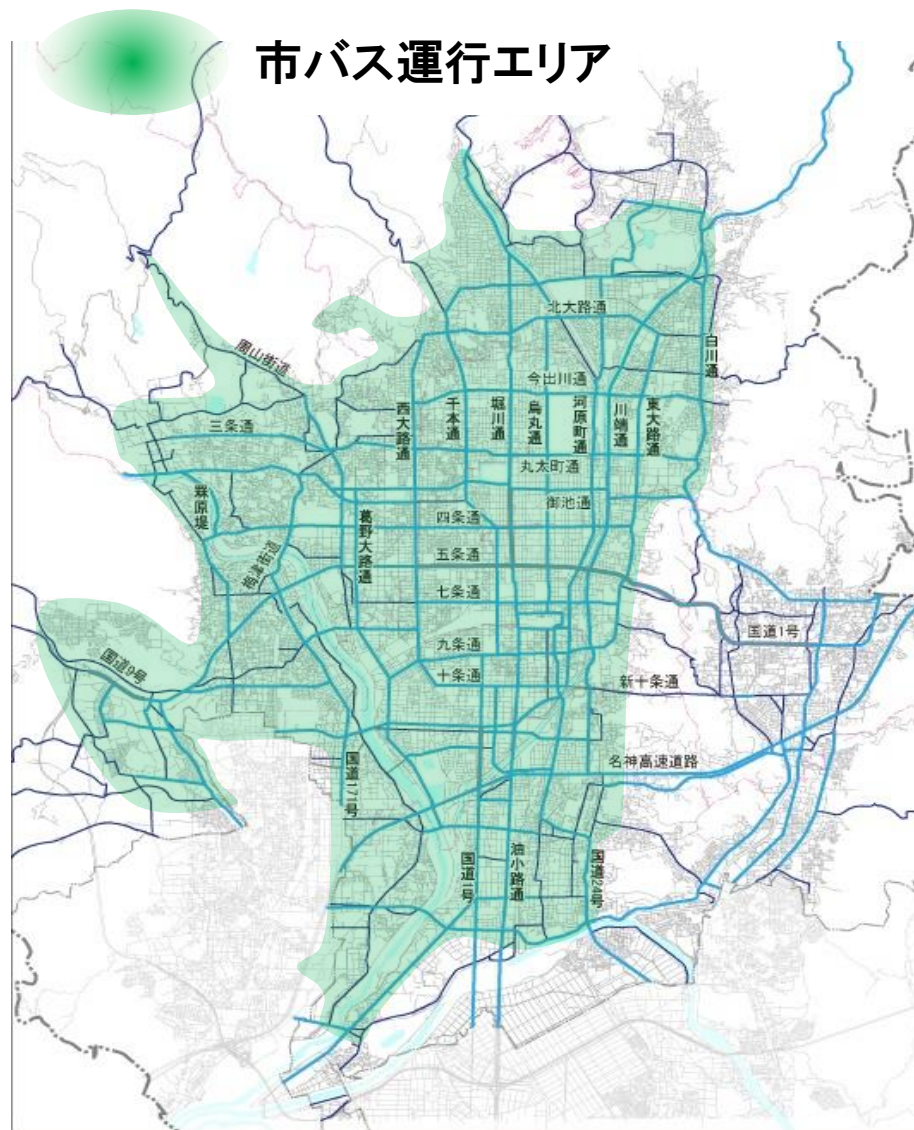 市バス運行エリア
北大路通
白川通
周山街道
今出川通
西大路通
千本通
堀川通
烏丸通
河原町通
川端通
東大路通
三条通
丸太町通
御池通
罧原堤
葛野大路通
四条通
梅津街道
五条通
七条通
国道1号
九条通
国道9号
十条通
新十条通
名神高速道路
国道171号
国道1号
油小路通
国道24号